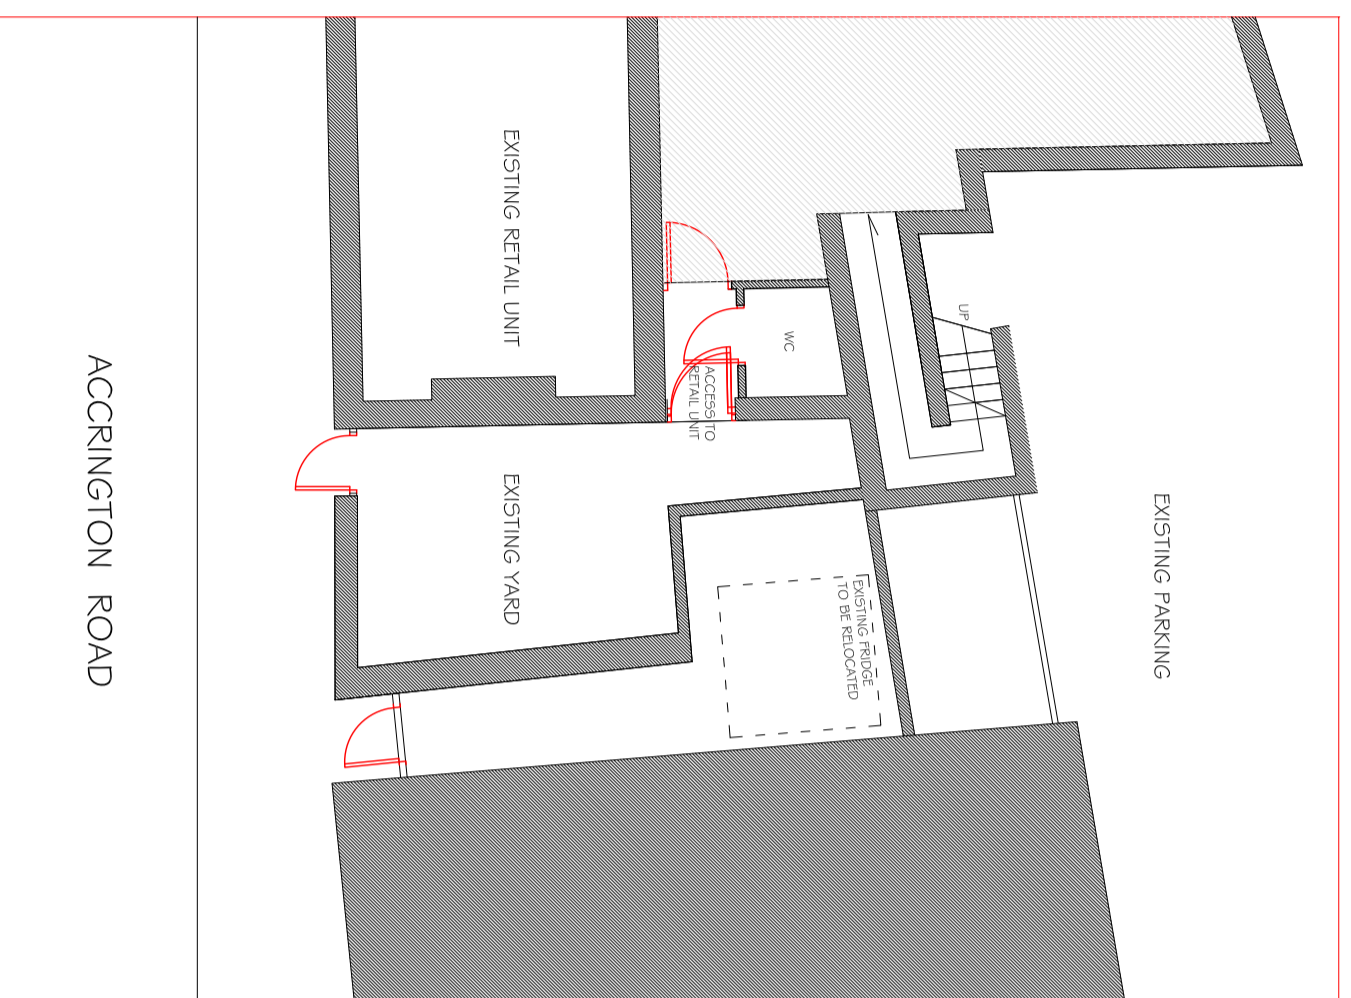 EXISTING RETAIL UNIT
WC
UP
ACCESS TO
RETAIL UNIT
ACCRINGTON ROAD
EXISTING YARD
EXISTING FRIDGE
TO BE RELOCATED
EXISTING PARKING